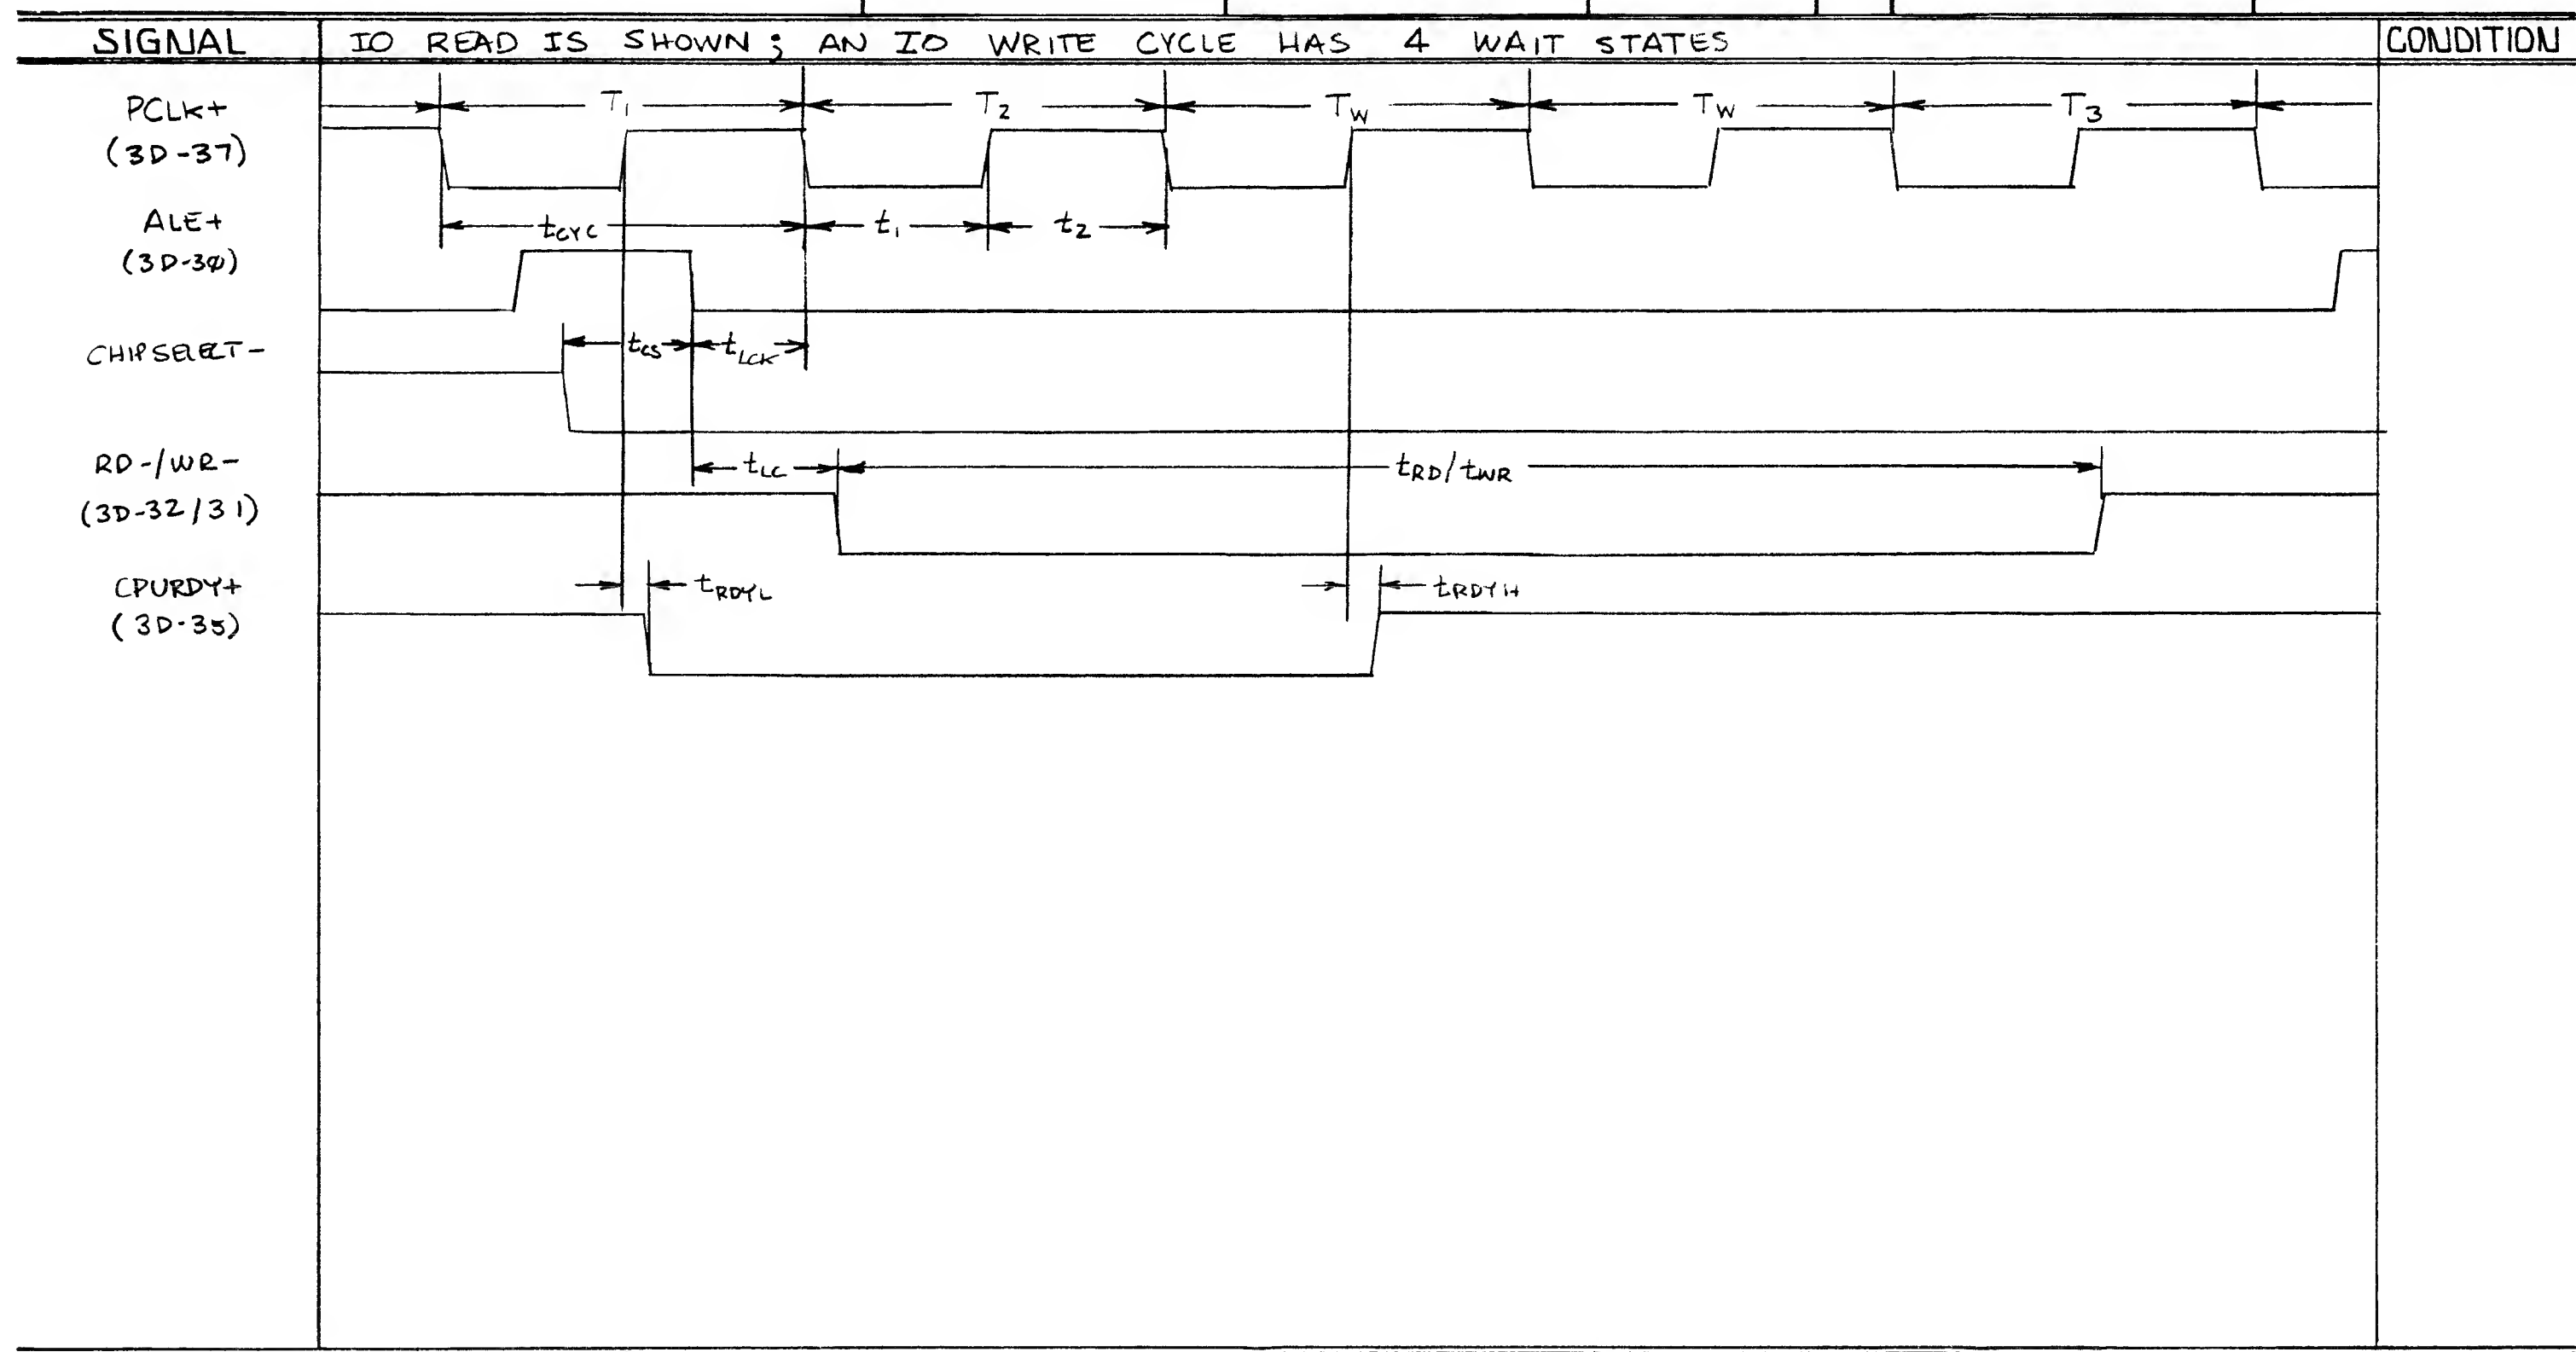 SIGNAL
IO READ IS SHOWN; AN IO WRITE CYCLE HAS 4 WAIT STATES
CONDITION
PCLK+
(3D-37)
T1
T2
TW
TW
T3
ALE+
(3D-30)
tCYC
t1
t2
CHIPSELECT-
tCS
tLCK
RD-/WR-
(3D-32/31)
tLC
tRD/tWR
CPURDY+
(3D-35)
tRDYL
tRDYH